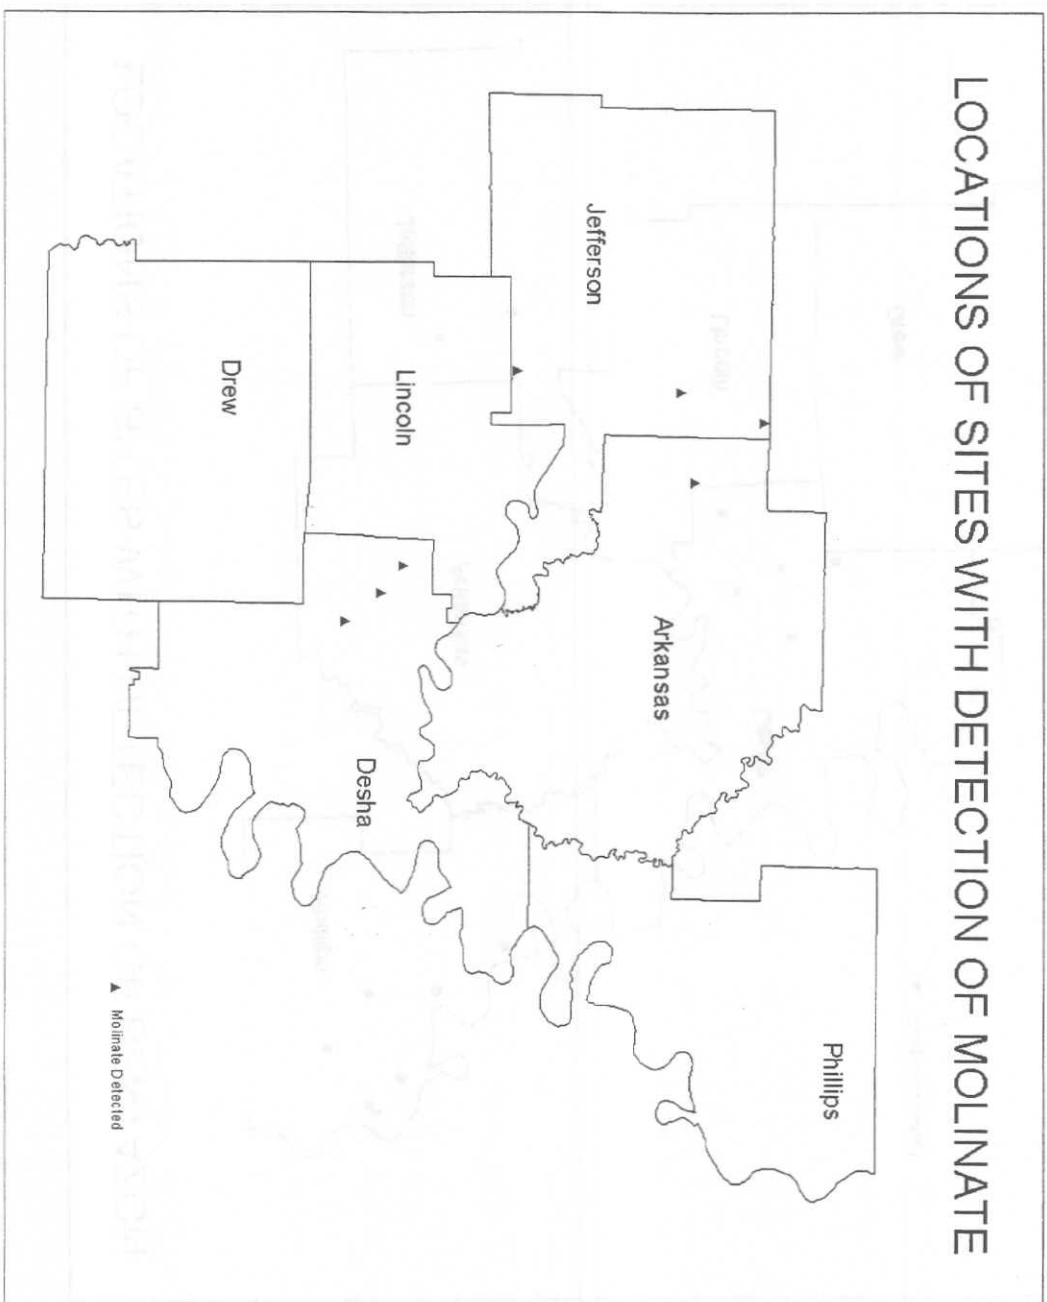 LOCATIONS OF SITES WITH DETECTION OF MOLINATE
Phillips
Jefferson
Arkansas
Lincoln
Desha
Drew
▲ Molinate Detected